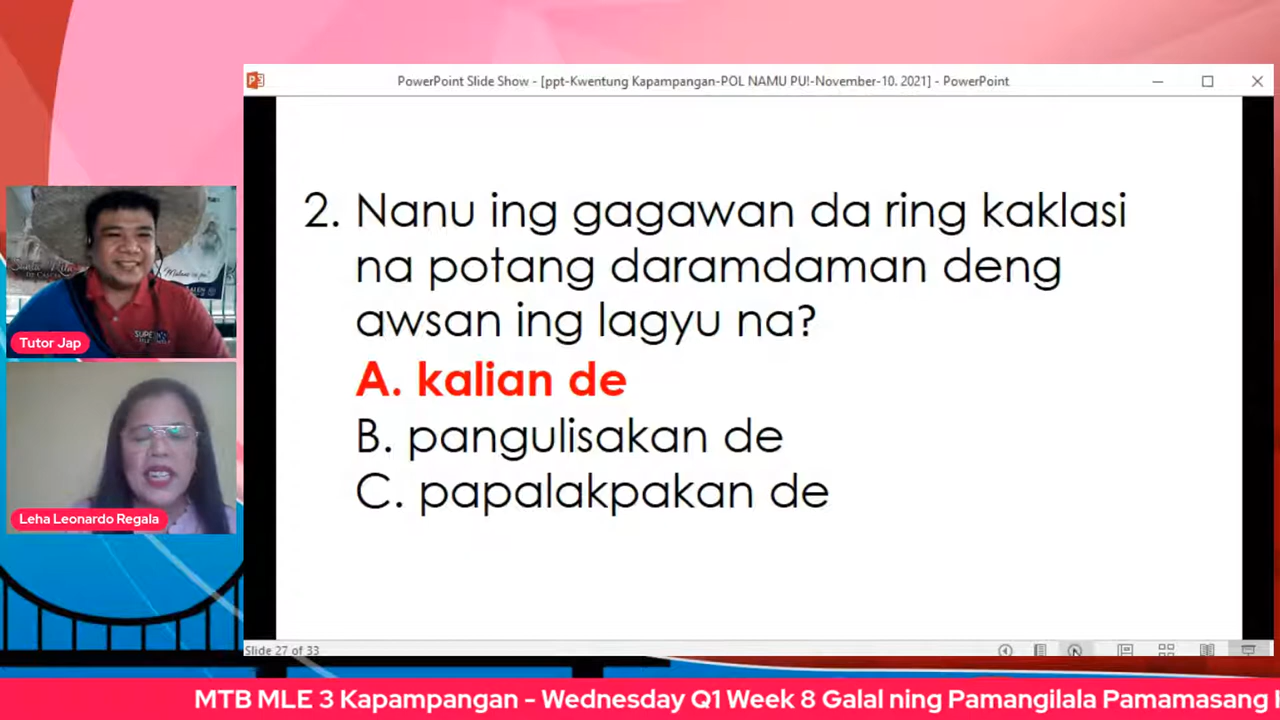 PowerPoint Slide Show - [ppt-Kwentung Kapampangan-POL NAMU PU!-November-10. 2021] - PowerPoint
2. Nanu ing gagawan da ring kaklasi
na potang daramdaman deng
awsan ing lagyu na?
A. kalian de
B. pangulisakan de
C. papalakpakan de
Tutor Jap
Leha Leonardo Regala
Slide 27 of 33
MTB MLE 3 Kapampangan - Wednesday Q1 Week 8 Galal ning Pamangilala Pamamasang